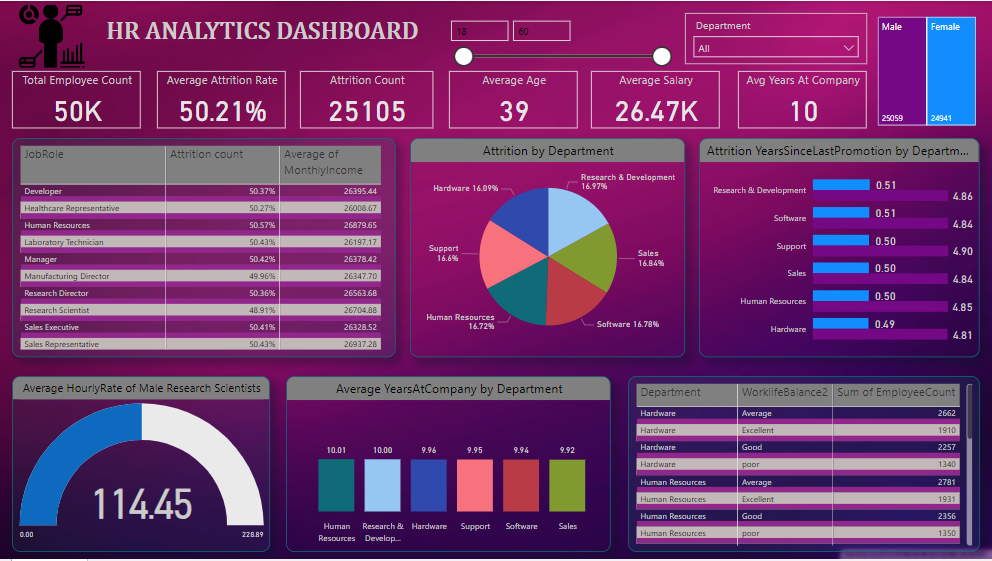 HR ANALYTICS DASHBOARD
18
60
Department
All
Male
Female
25059
24941
Total Employee Count
50K
Average Attrition Rate
50.21%
Attrition Count
25105
Average Age
39
Average Salary
26.47K
Avg Years At Company
10
JobRole Attrition count Average of MonthlyIncome
Developer 50.37% 26395.44
Healthcare Representative 50.27% 26008.67
Human Resources 50.57% 26879.65
Laboratory Technician 50.43% 26197.17
Manager 50.42% 26378.42
Manufacturing Director 49.96% 26347.70
Research Director 50.36% 26563.68
Research Scientist 48.91% 26704.88
Sales Executive 50.41% 26328.52
Sales Representative 50.43% 26937.28
Attrition by Department
Hardware 16.09%
Research & Development
16.97%
Support
16.6%
Sales
16.84%
Human Resources
16.72%
Software 16.78%
Attrition YearsSinceLastPromotion by Departm...
Research & Development 0.51
4.86
Software 0.51
4.84
Support 0.50
4.90
Sales 0.50
4.84
Human Resources 0.50
4.85
Hardware 0.49
4.81
Average HourlyRate of Male Research Scientists
114.45
0.00
228.89
Average YearsAtCompany by Department
10.01 10.00 9.96 9.95 9.94 9.92
Human Research & Hardware Support Software Sales
Resources Develop...
Department WorklifeBalance2 Sum of EmployeeCount
Hardware Average 2662
Hardware Excellent 1910
Hardware Good 2257
Hardware poor 1340
Human Resources Average 2781
Human Resources Excellent 1931
Human Resources Good 2356
Human Resources poor 1350